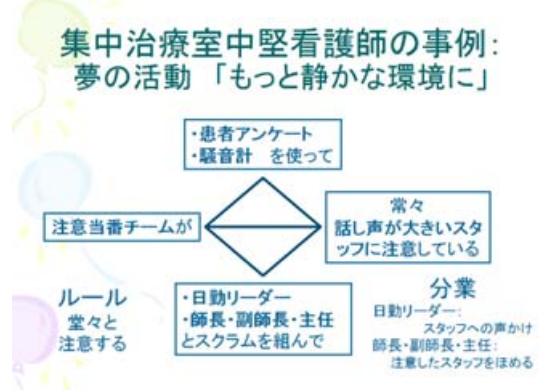 集中治療室中堅看護師の事例:
夢の活動 「もっと静かな環境に」
・患者アンケート
・騒音計 を使って
注意当番チームが
常々
話し声が大きいスタ
ッフに注意している
ルール
堂々と
注意する
・日勤リーダー
・師長・副師長・主任
とスクラムを組んで
分業
日勤リーダー:
スタッフへの声かけ
師長・副師長・主任:
注意したスタッフをほめる